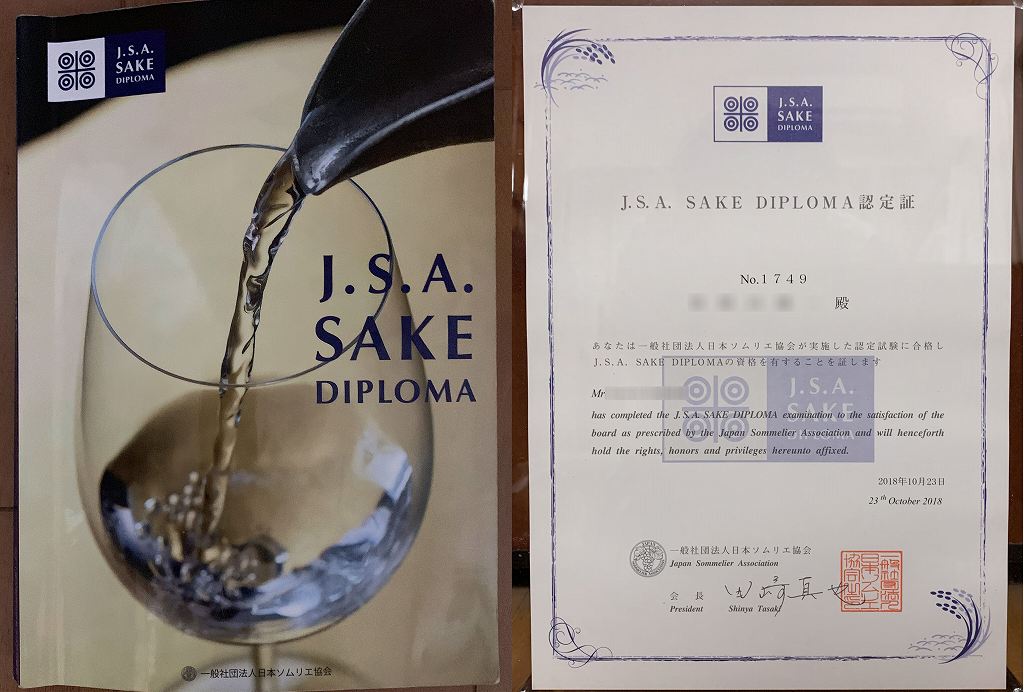 J.S.A.
SAKE
DIPLOMA
J.S.A.
SAKE
DIPLOMA
一般社団法人日本ソムリエ協会
J.S.A.
SAKE
DIPLOMA
J.S.A. SAKE DIPLOMA認定証
No.1749
殿
あなたは一般社団法人日本ソムリエ協会が実施した認定試験に合格し
J.S.A. SAKE DIPLOMAの資格を有することを証します
J.S.A.
SAKE
Mr
has completed the J.S.A. SAKE DIPLOMA examination to the satisfaction of the
board as prescribed by the Japan Sommelier Association and will henceforth
hold the rights, honors and privileges hereunto affixed.
2018年10月23日
23th October 2018
一般社団法人日本ソムリエ協会
Japan Sommelier Association
会長 田崎真也
President Shinya Tasaki